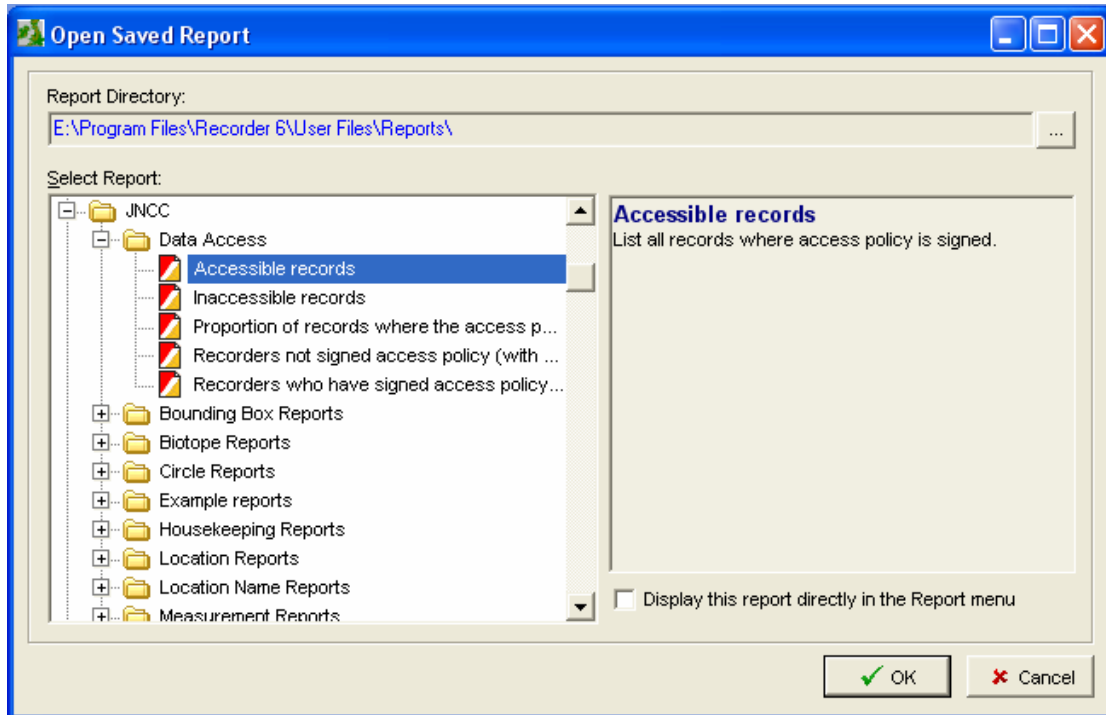 Open Saved Report
Report Directory:
E:\Program Files\Recorder 6\User Files\Reports\
...
Select Report:
JNCC
Data Access
Accessible records
Inaccessible records
Proportion of records where the access p...
Recorders not signed access policy (with ...
Recorders who have signed access policy...
Bounding Box Reports
Biotope Reports
Circle Reports
Example reports
Housekeeping Reports
Location Reports
Location Name Reports
Measurement Reports
Accessible records
List all records where access policy is signed.
Display this report directly in the Report menu
OK
Cancel